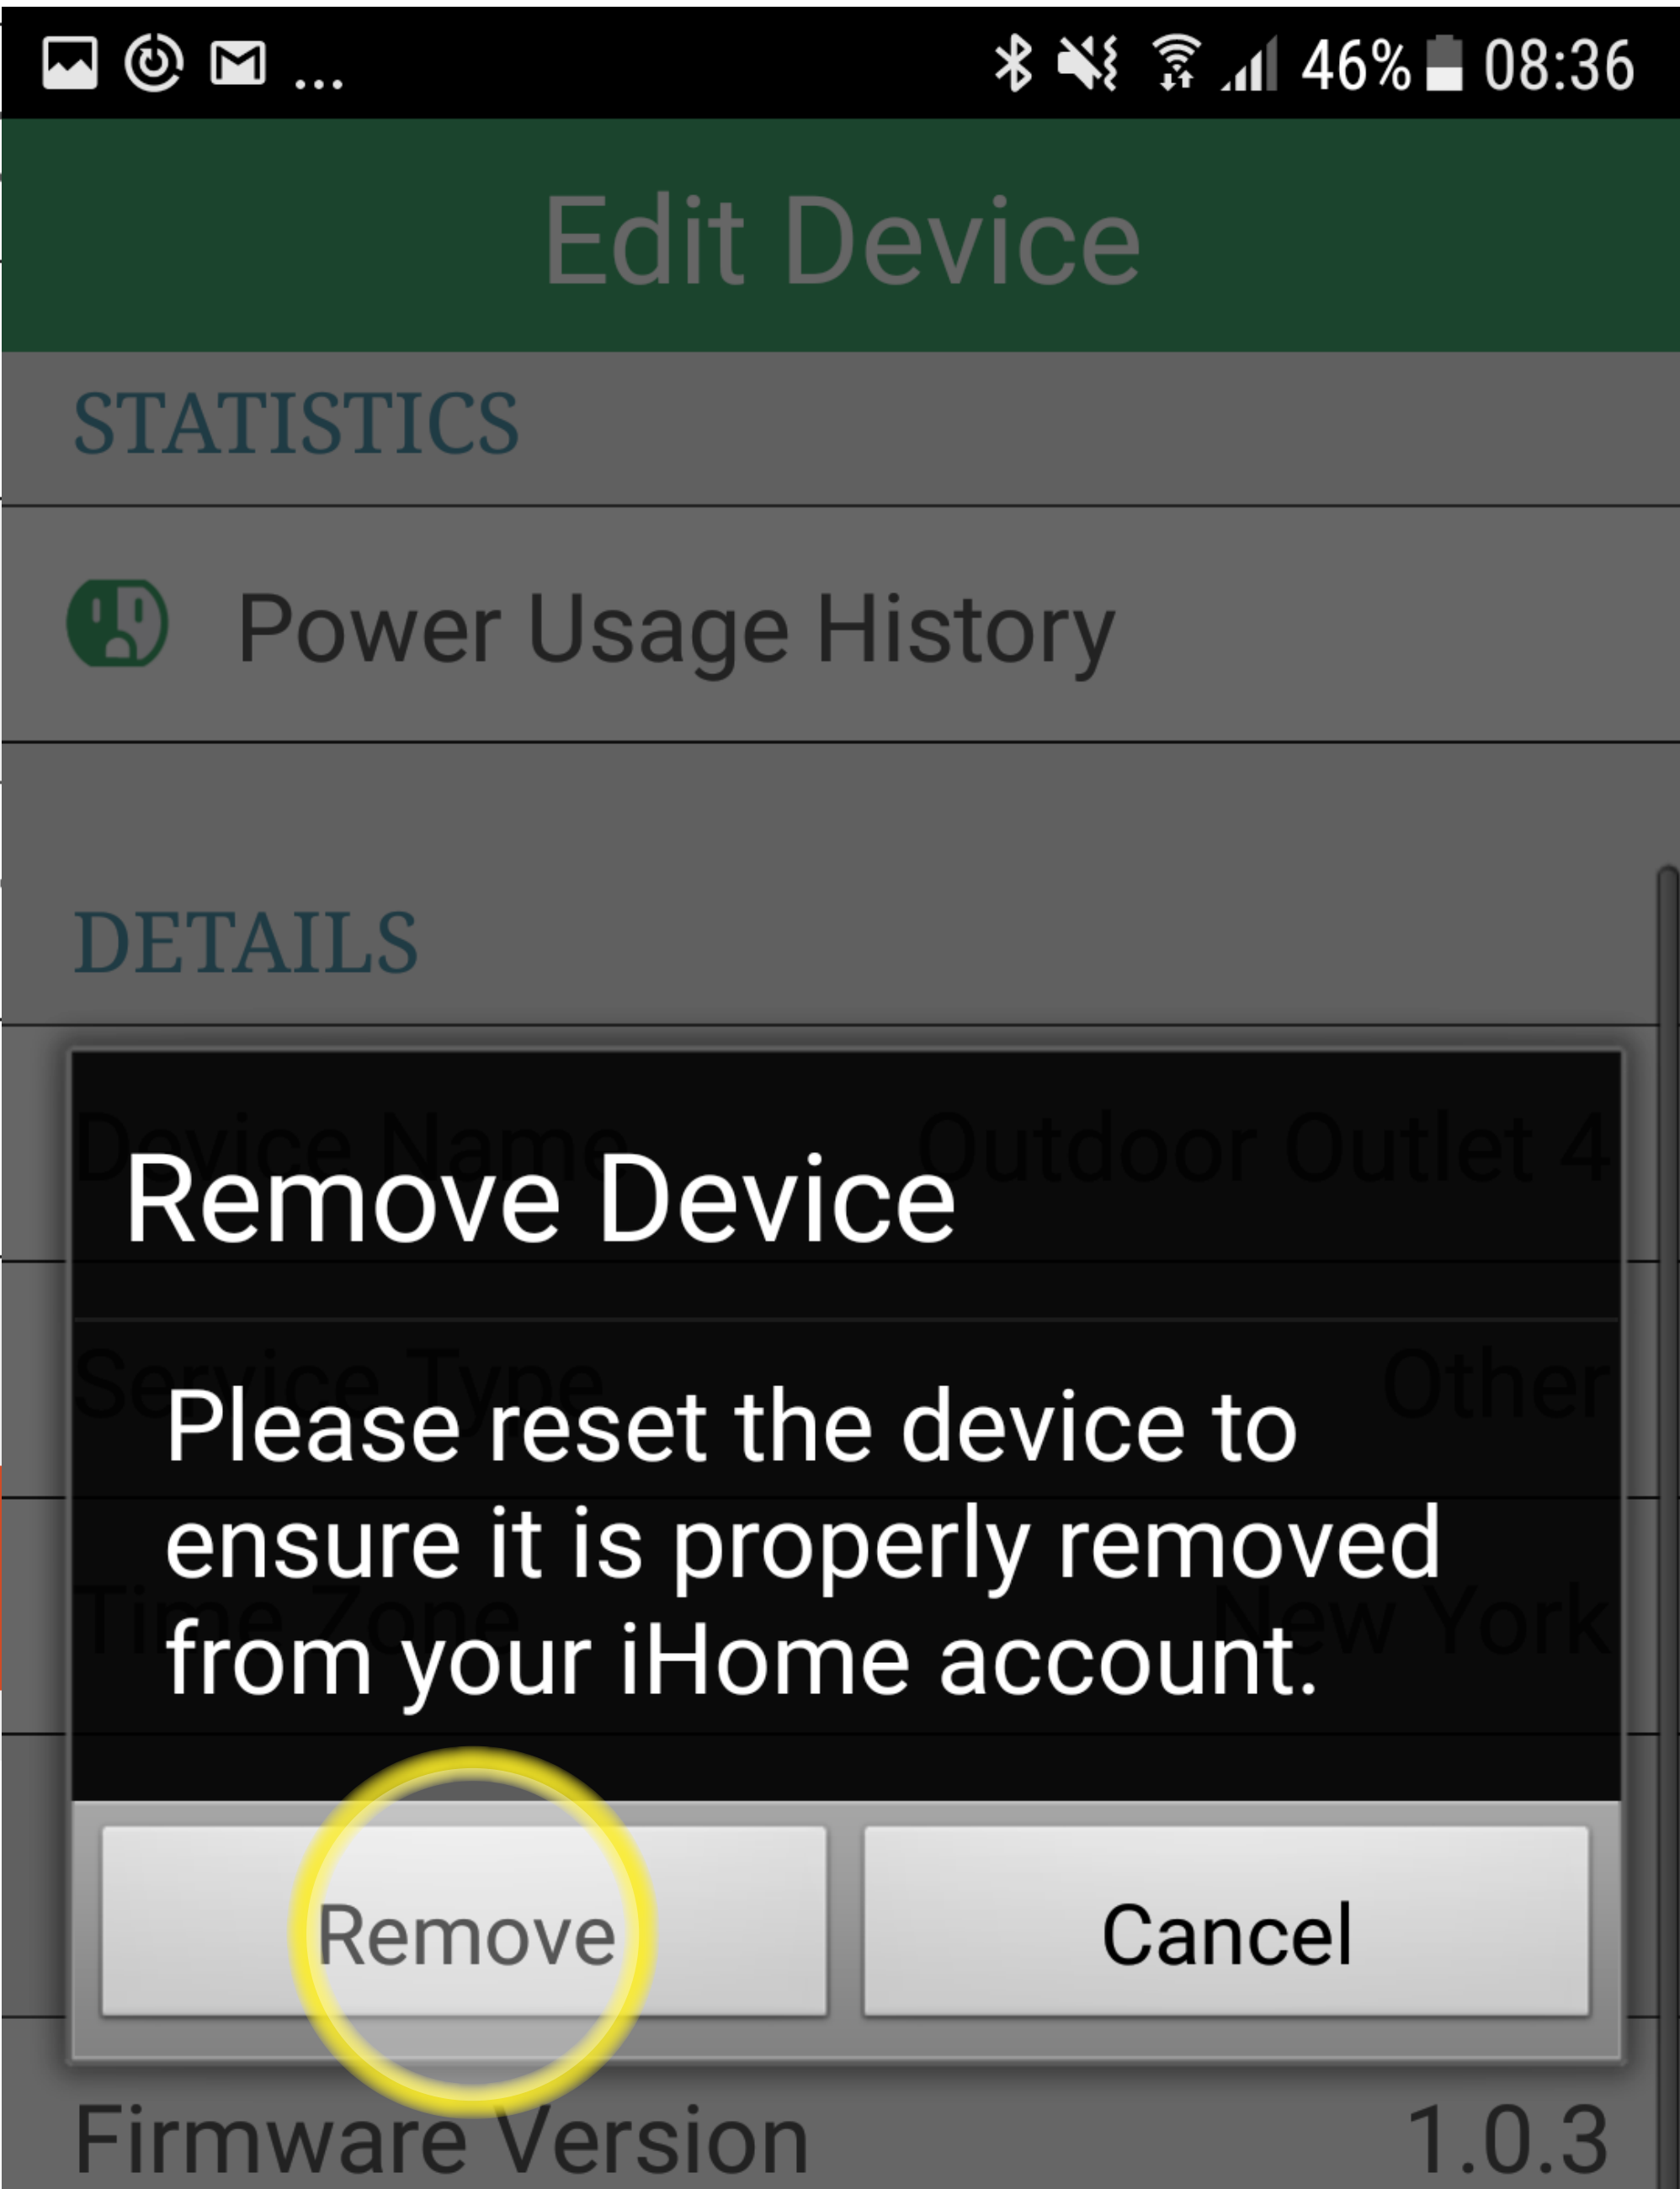 ... 46% 08:36
Edit Device
STATISTICS
Power Usage History
DETAILS
Device Name Outdoor Outlet 4
Remove Device
Service Type Other
Please reset the device to
ensure it is properly removed
Time Zone New York
from your iHome account.
Remove Cancel
Firmware Version 1.0.3